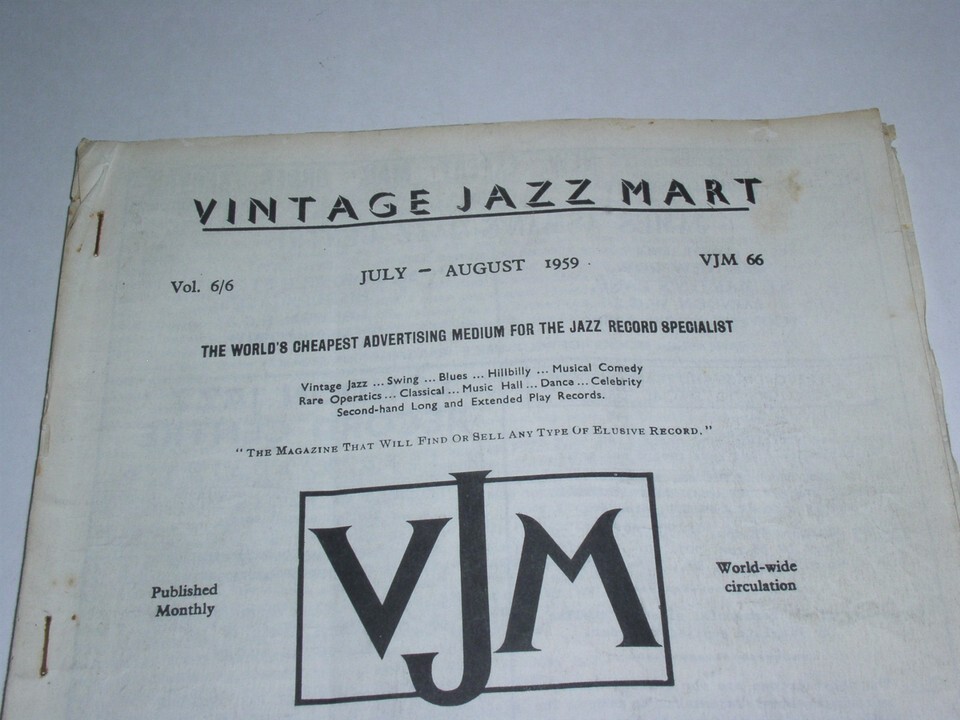 VINTAGE JAZZ MART
Vol. 6/6 JULY - AUGUST 1959 . VJM 66
THE WORLD'S CHEAPEST ADVERTISING MEDIUM FOR THE JAZZ RECORD SPECIALIST
Vintage Jazz ... Swing ... Blues ... Hillbilly ... Musical Comedy
Rare Operatics ... Classical ... Music Hall ... Dance ... Celebrity
Second-hand Long and Extended Play Records.
"THE MAGAZINE THAT WILL FIND OR SELL ANY TYPE OF ELUSIVE RECORD."
VJM
Published
Monthly
World-wide
circulation